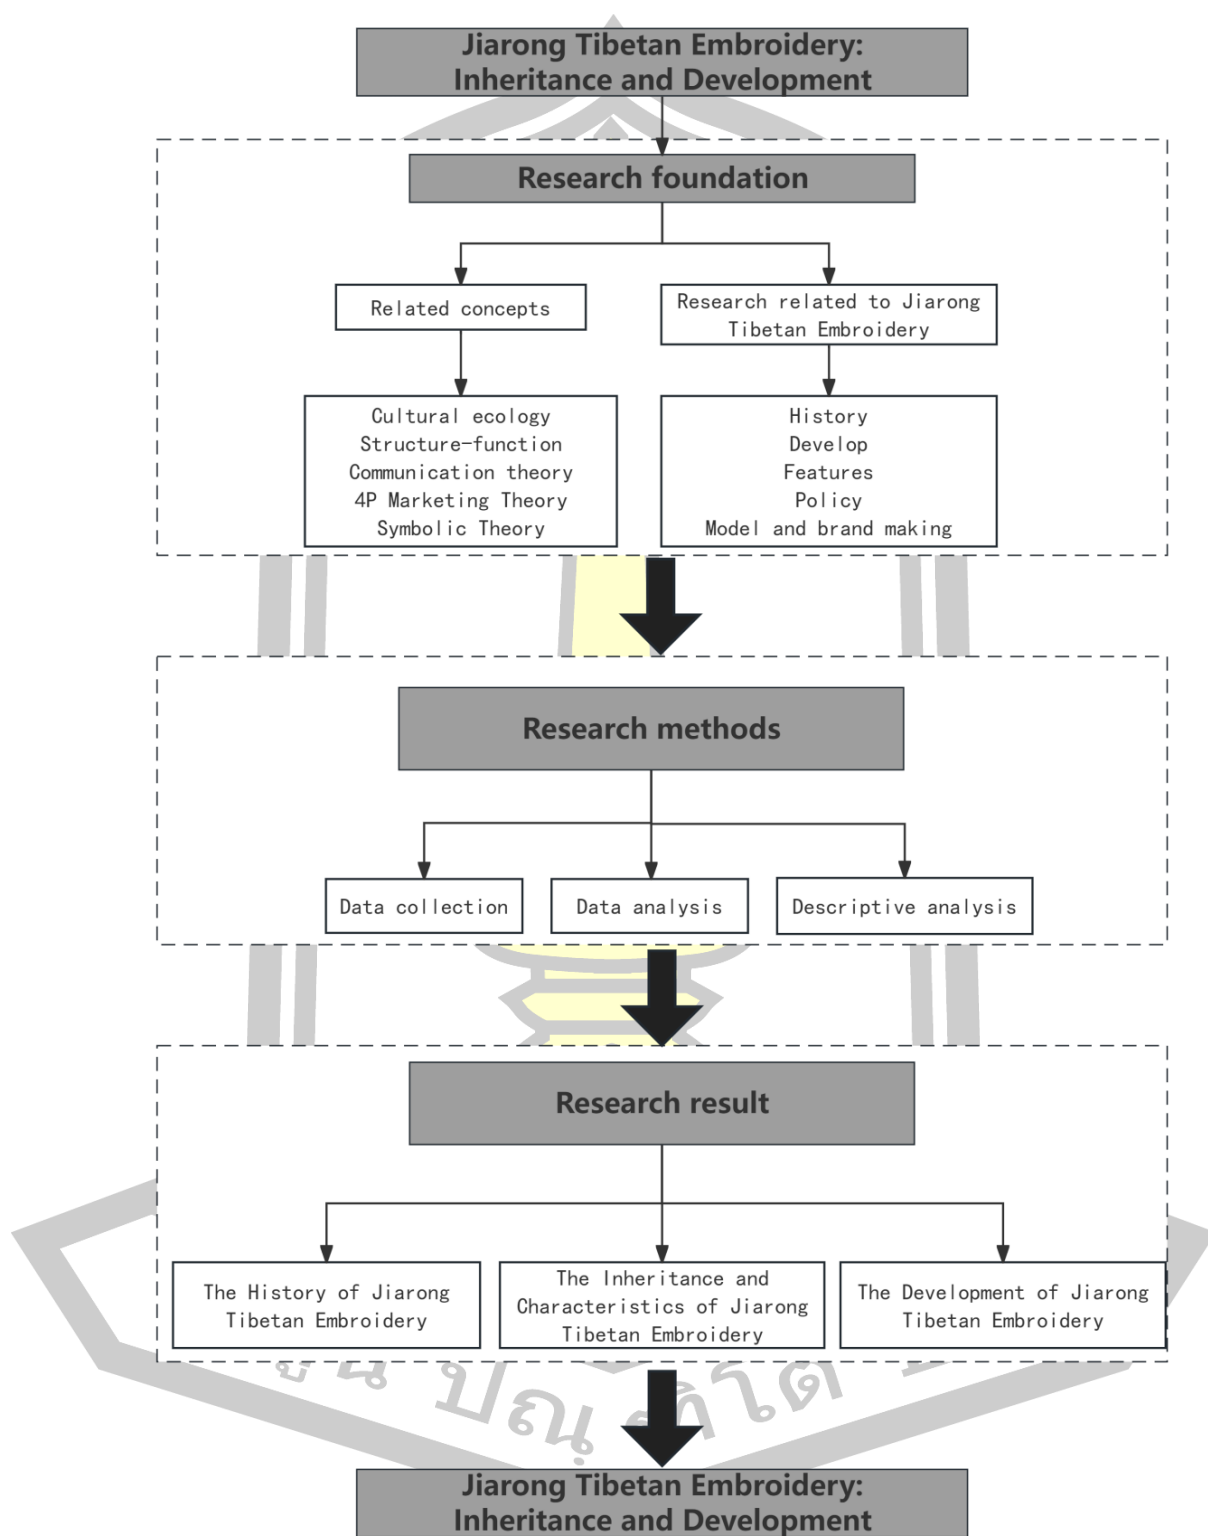 Jiarong Tibetan Embroidery:
Inheritance and Development
Research foundation
Related concepts
Research related to Jiarong
Tibetan Embroidery
Cultural ecology
Structure-function
Communication theory
4P Marketing Theory
Symbolic Theory
History
Develop
Features
Policy
Model and brand making
Research methods
Data collection
Data analysis
Descriptive analysis
Research result
The History of Jiarong
Tibetan Embroidery
The Inheritance and
Characteristics of Jiarong
Tibetan Embroidery
The Development of Jiarong
Tibetan Embroidery
Jiarong Tibetan Embroidery:
Inheritance and Development